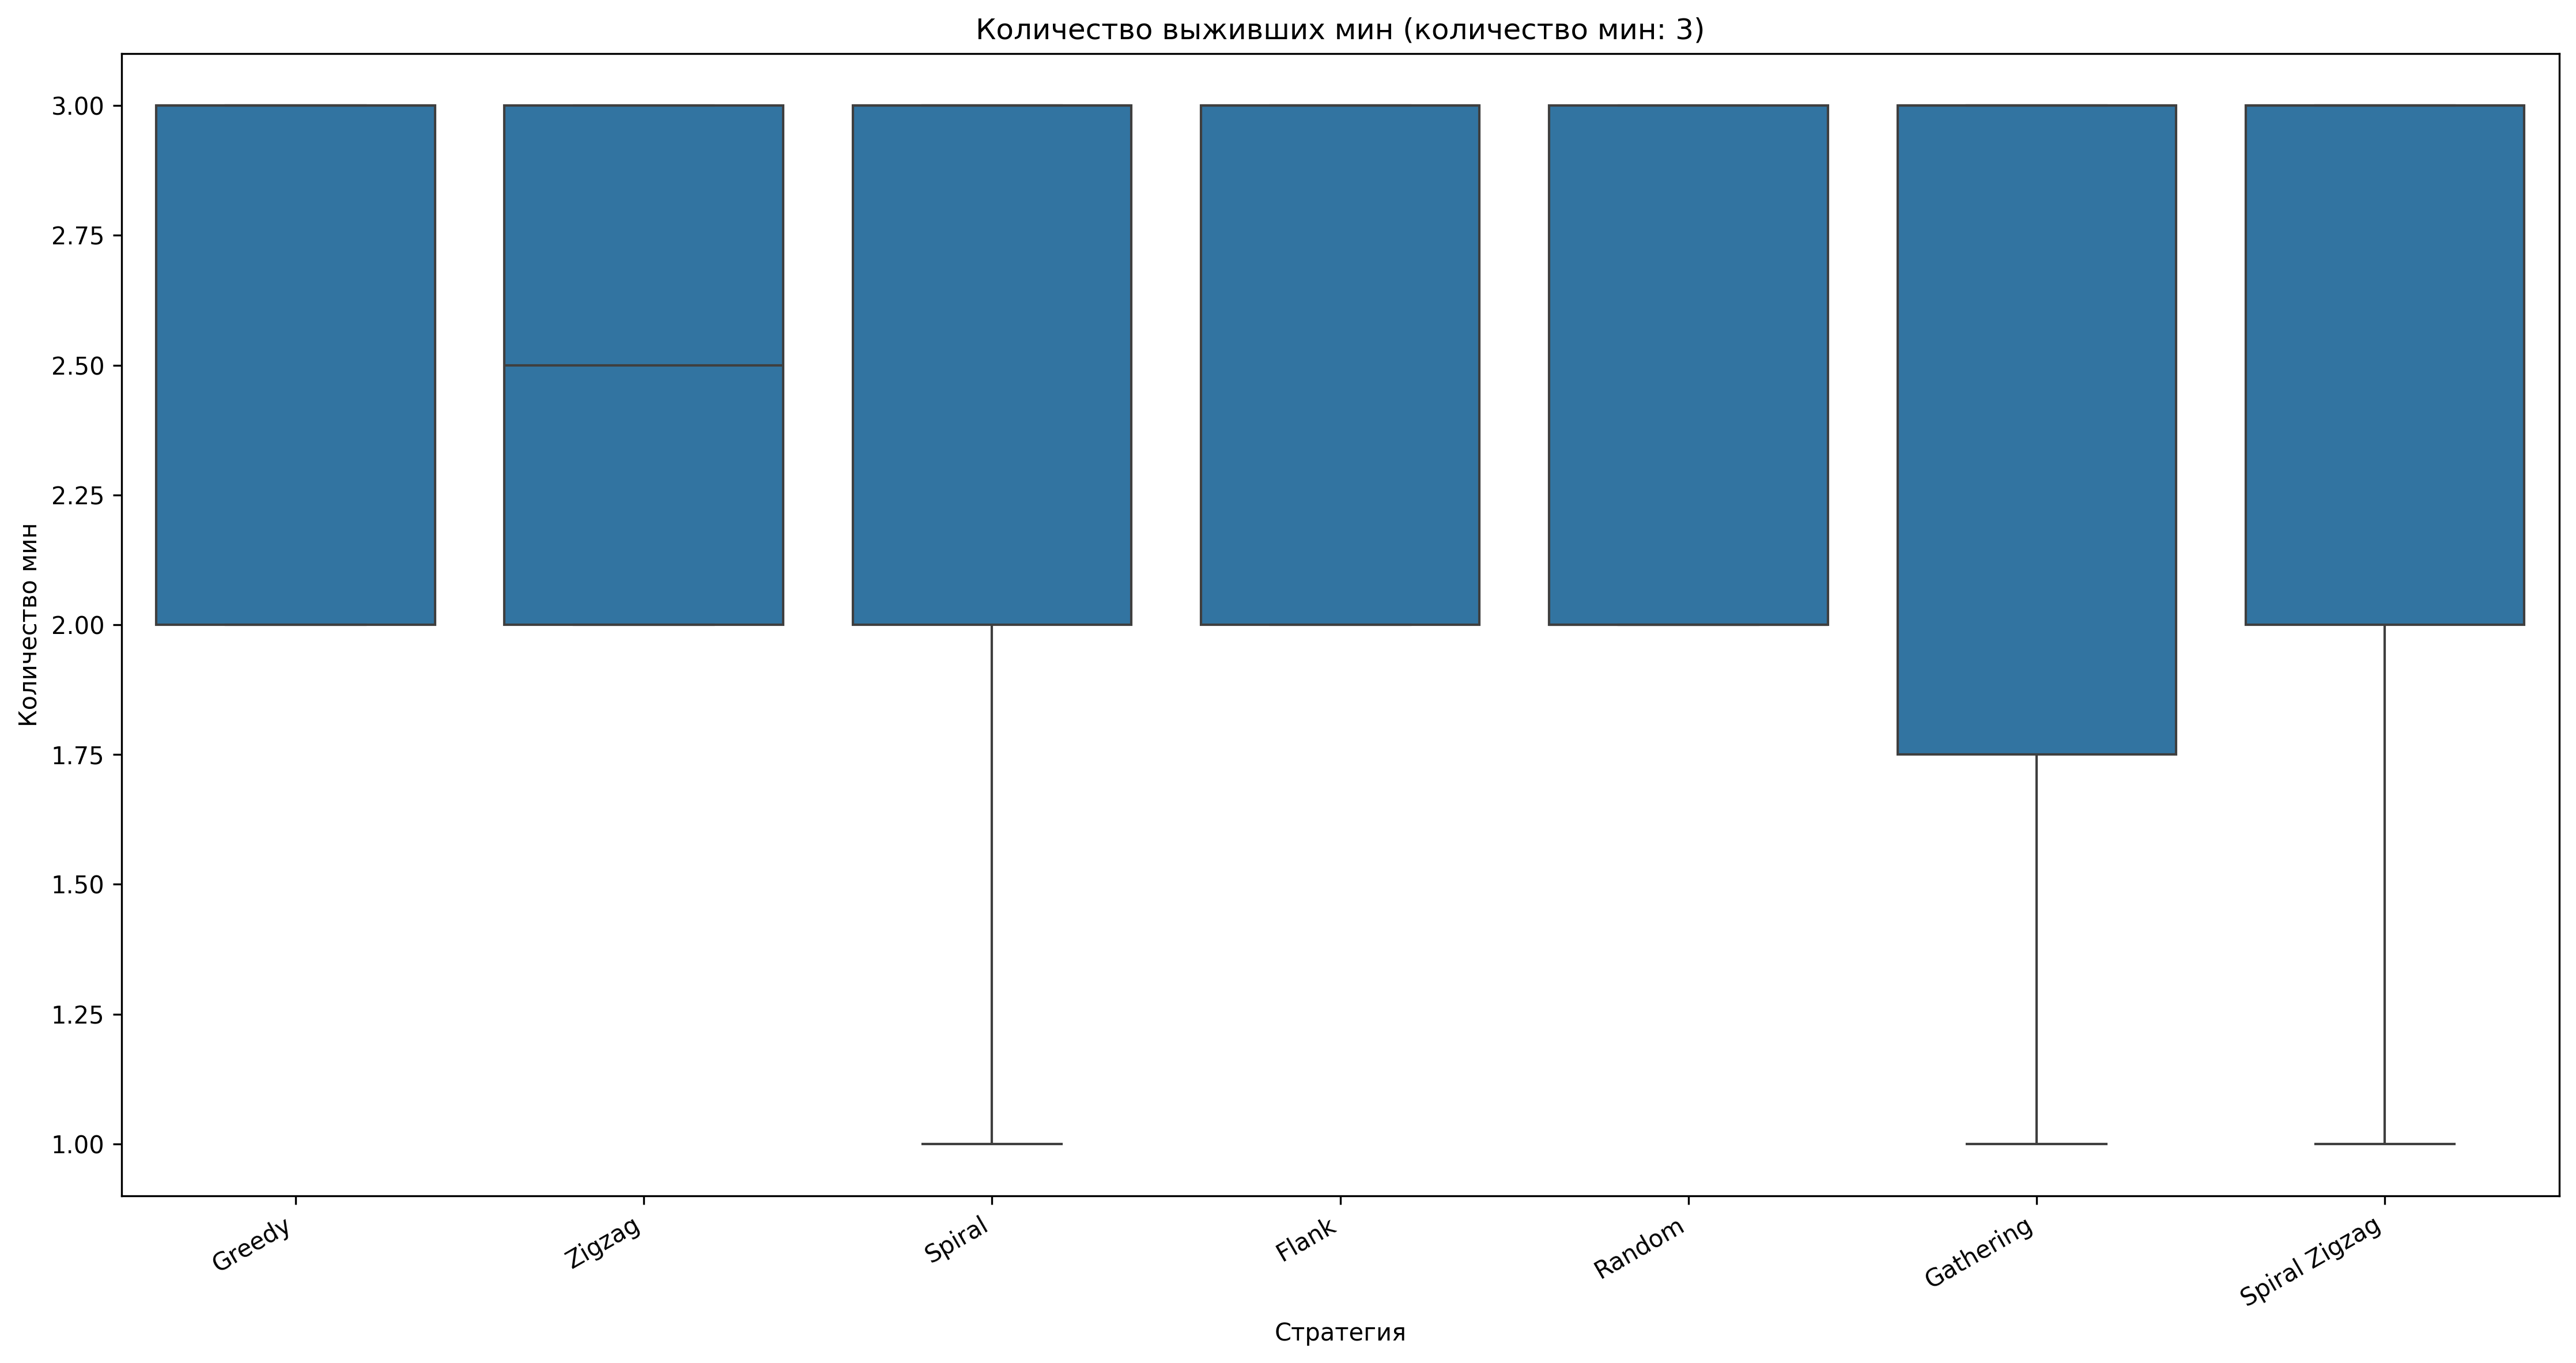 Количество выживших мин (количество мин: 3)
Количество мин
3.00
2.75
2.50
2.25
2.00
1.75
1.50
1.25
1.00
Greedy
Zigzag
Spiral
Flank
Random
Gathering
Spiral Zigzag
Стратегия